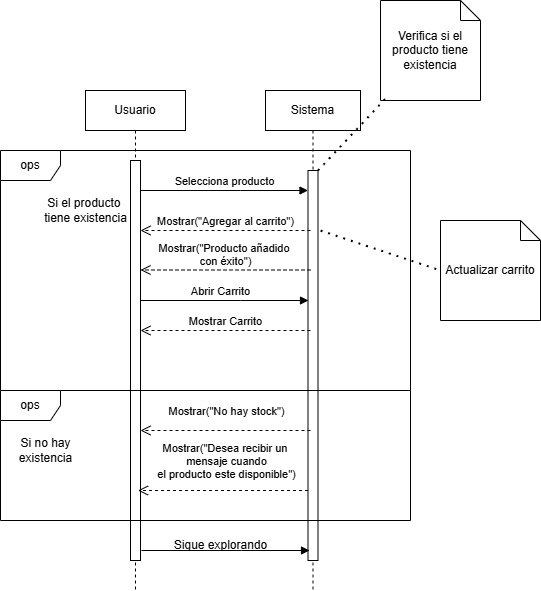 Verifica si el
producto tiene
existencia
Usuario
Sistema
ops
Selecciona producto
Si el producto
tiene existencia
Mostrar("Agregar al carrito")
Mostrar("Producto añadido
con éxito")
Actualizar carrito
Abrir Carrito
Mostrar Carrito
ops
Mostrar("No hay stock")
Si no hay
existencia
Mostrar("Desea recibir un
mensaje cuando
el producto este disponible")
Sigue explorando